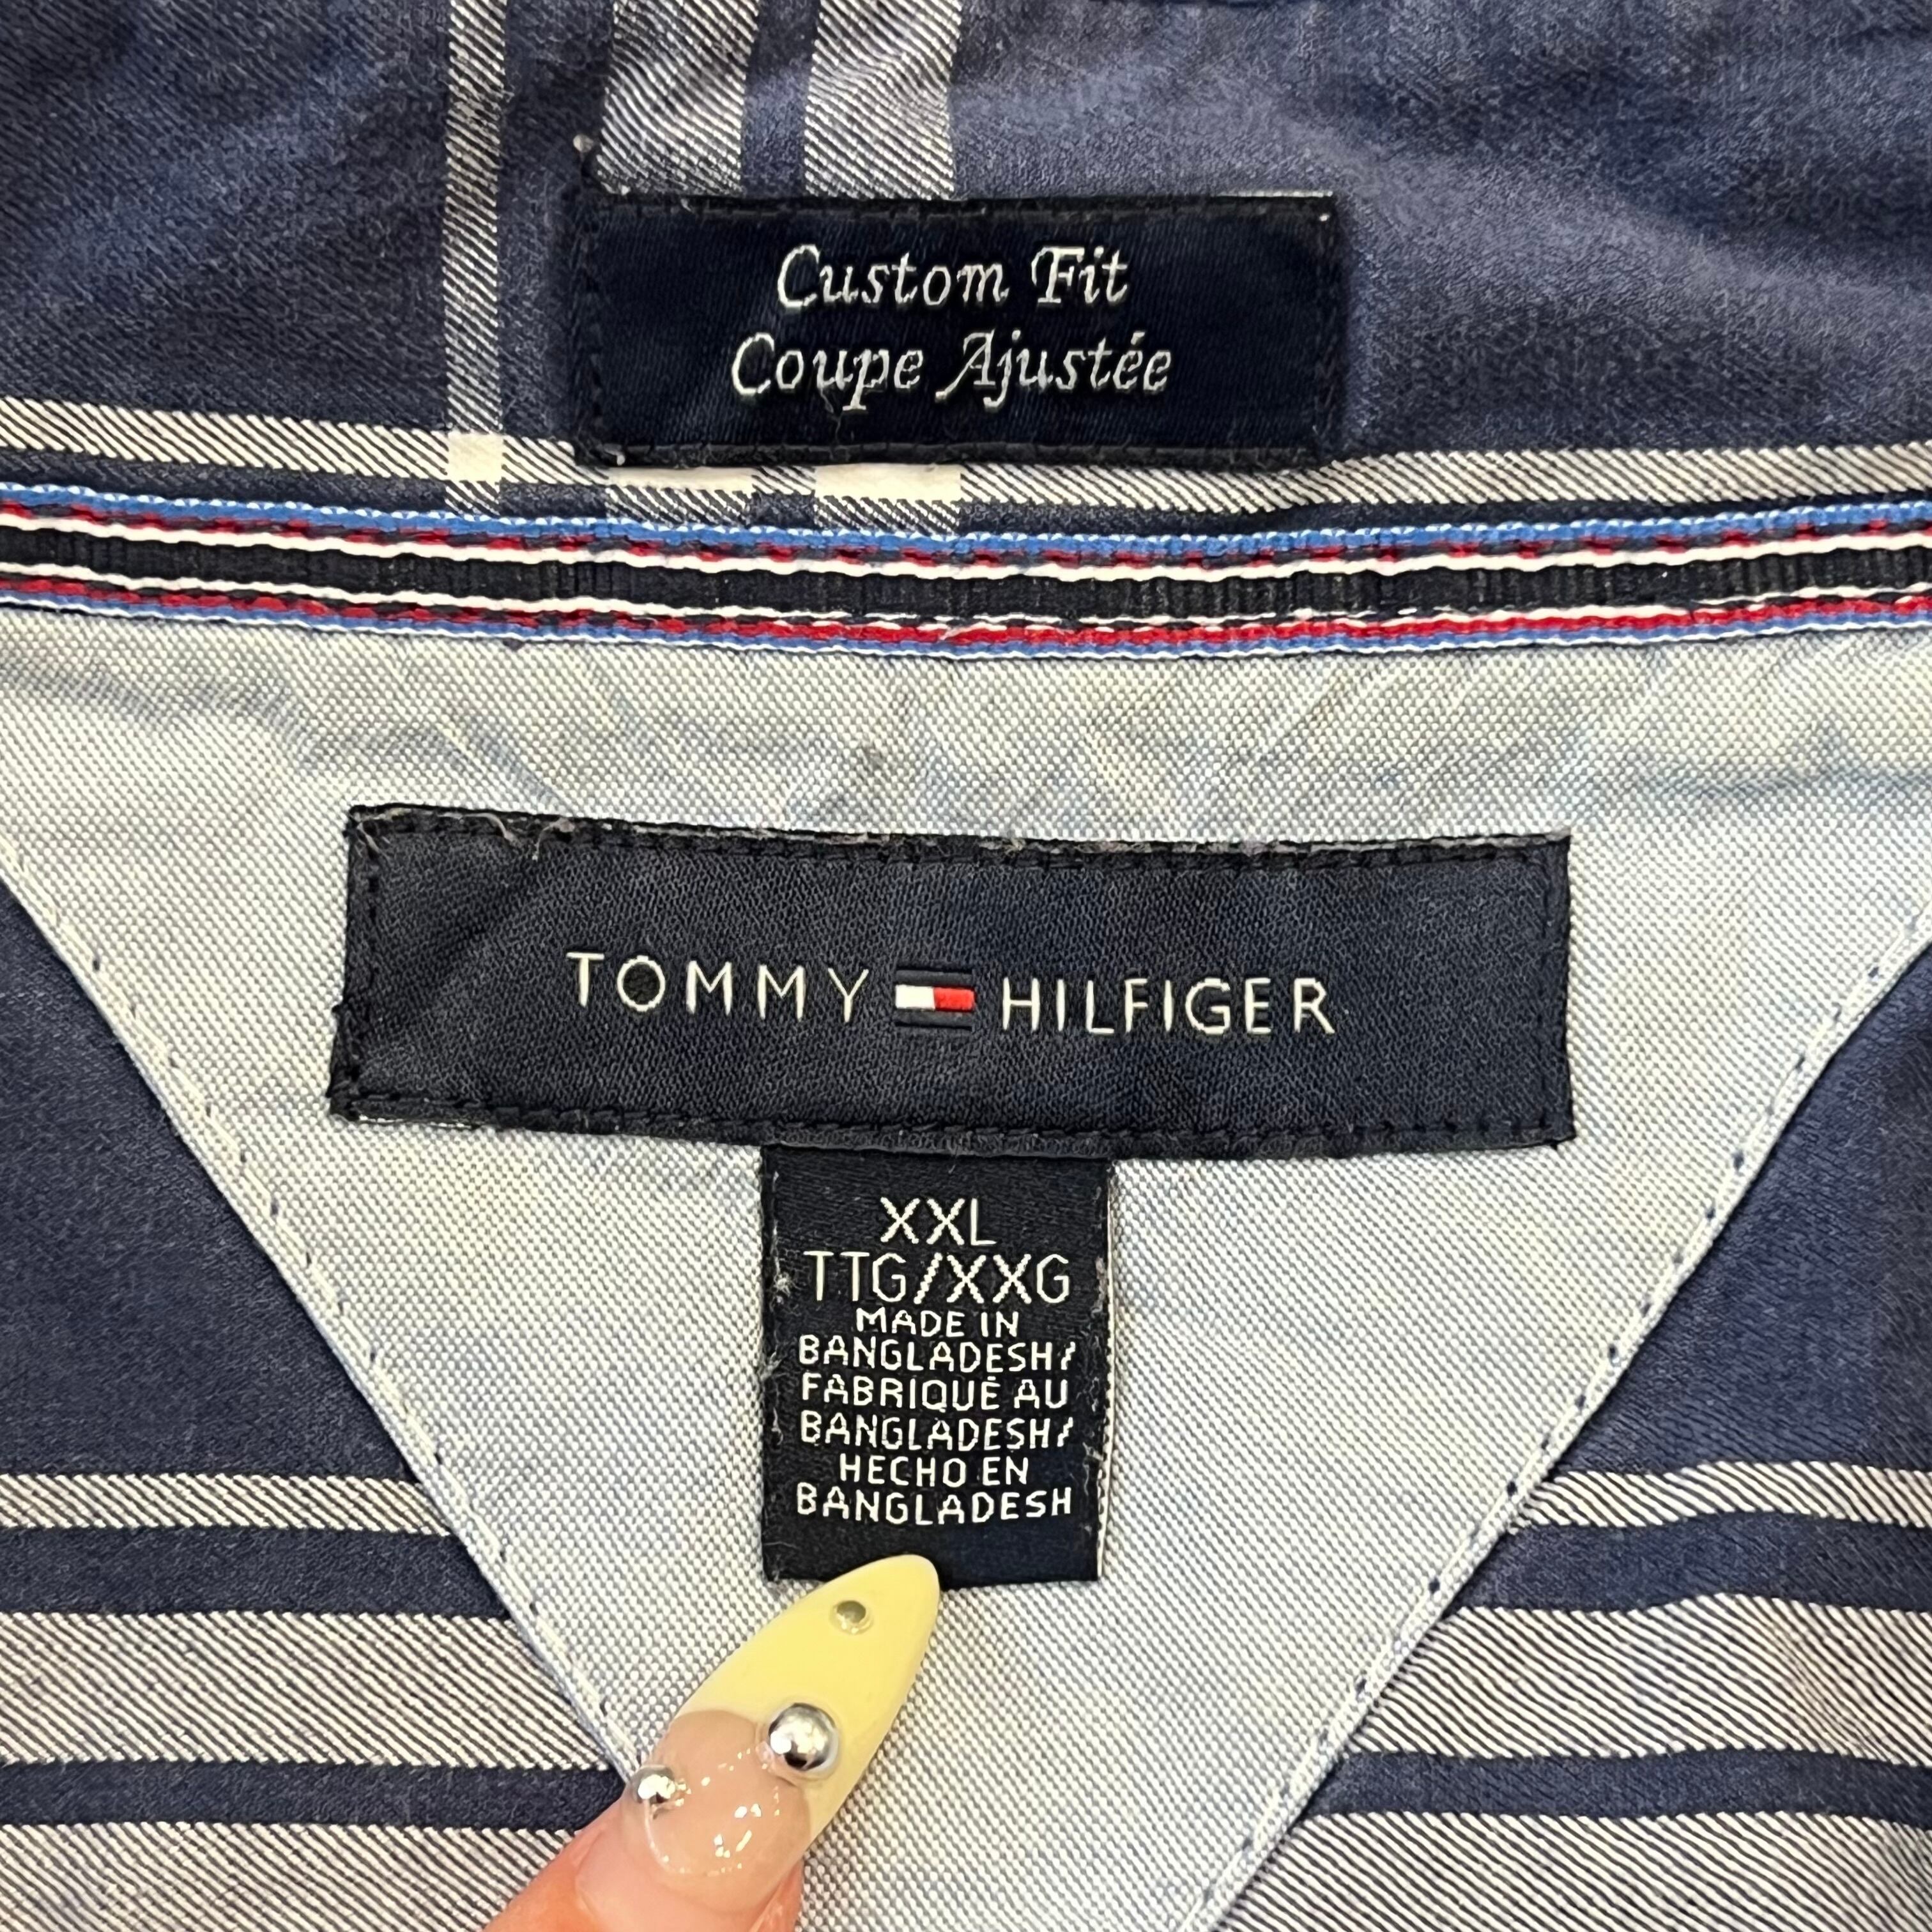 Custom Fit
Coupe Ajustée
TOMMY HILFIGER
XXL
TTG/XXG
MADE IN
BANGLADESH/
FABRIQUÉ AU
BANGLADESH/
HECHO EN
BANGLADESH